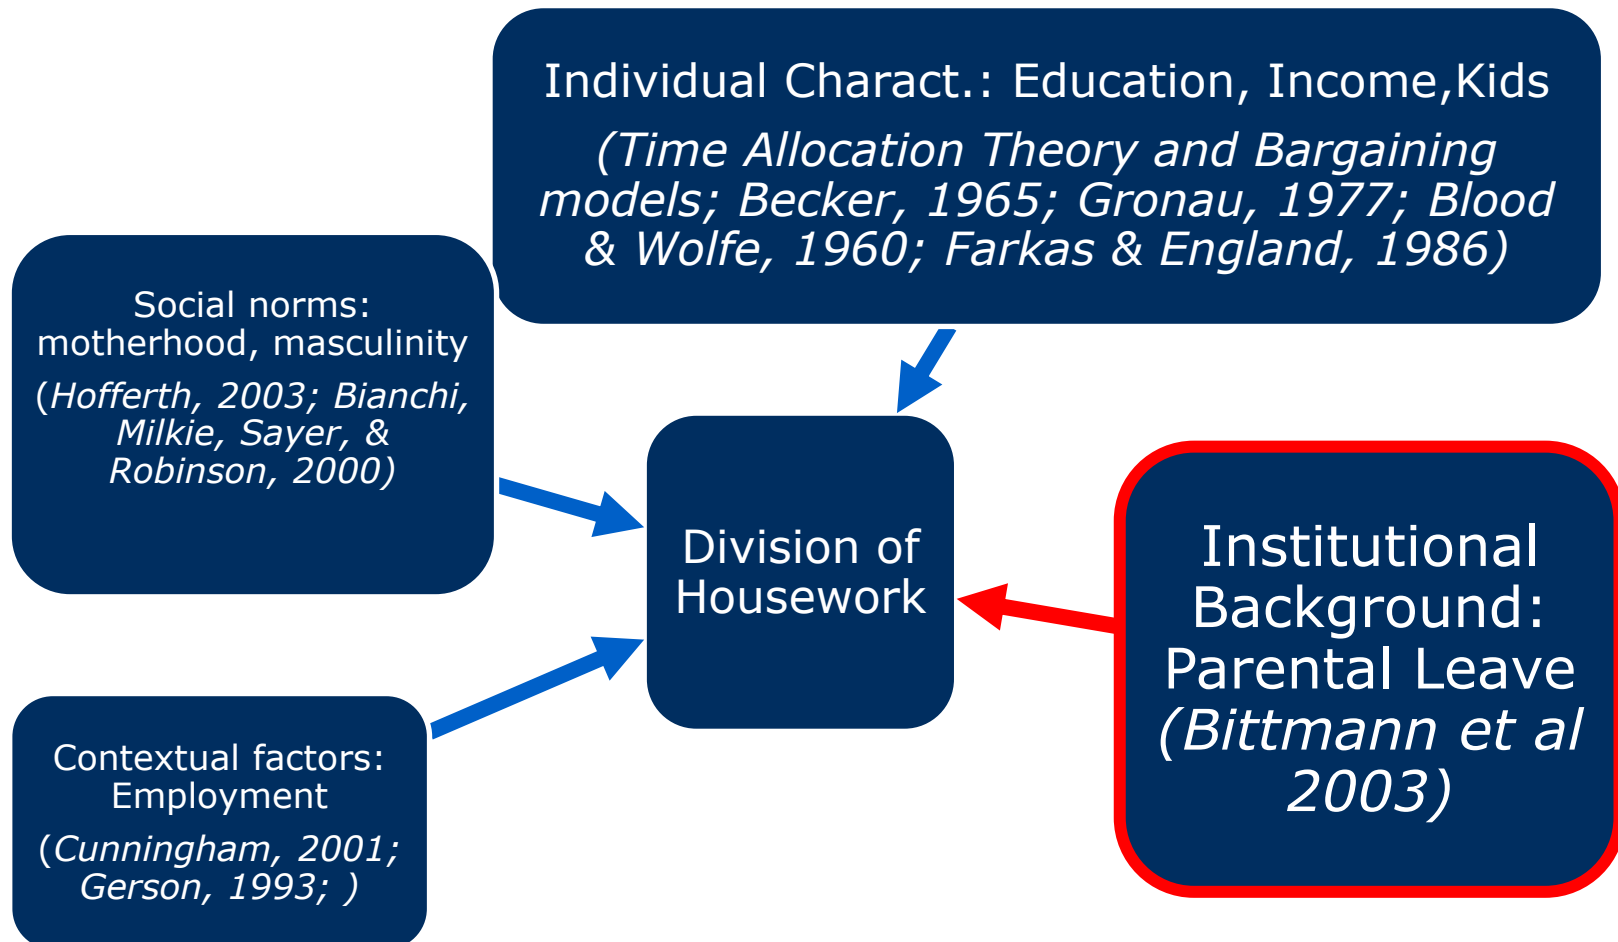 Individual Charact.: Education, Income,Kids
(Time Allocation Theory and Bargaining
models; Becker, 1965; Gronau, 1977; Blood
& Wolfe, 1960; Farkas & England, 1986)
Social norms:
motherhood, masculinity
(Hofferth, 2003; Bianchi,
Milkie, Sayer, &
Robinson, 2000)
Division of
Housework
Institutional
Background:
Parental Leave
(Bittmann et al
2003)
Contextual factors:
Employment
(Cunningham, 2001;
Gerson, 1993; )